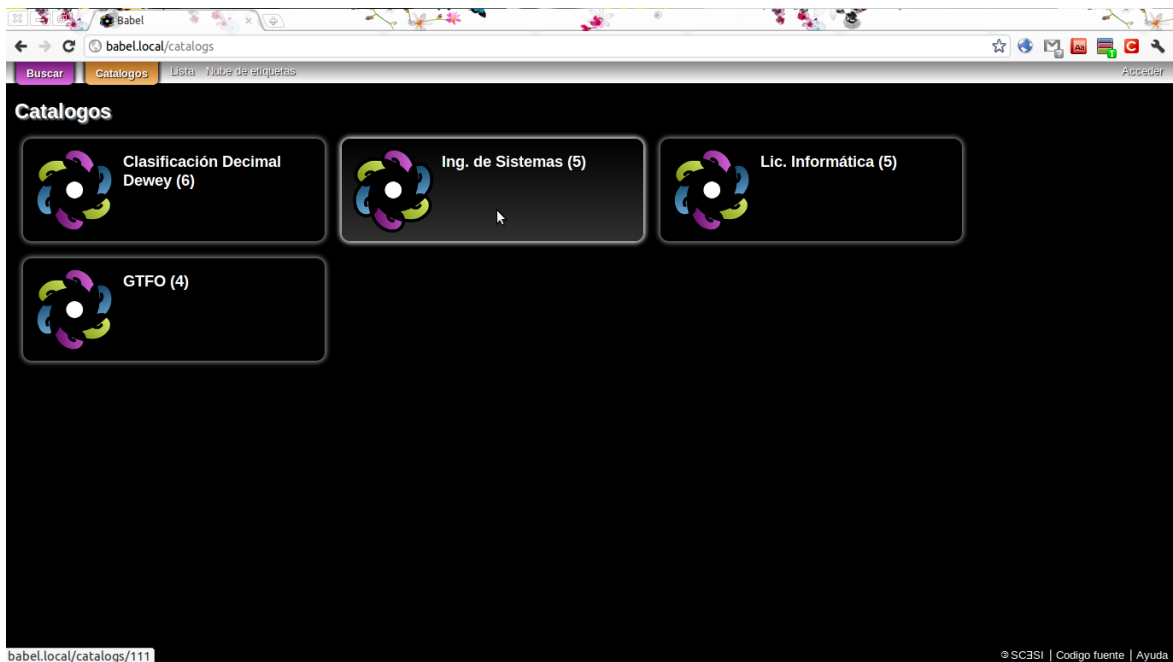 Babel
babel.local/catalogs
Buscar Catalogos Lista Nube de etiquetas Acceder
Catalogos
Clasificación Decimal
Dewey (6)
Ing. de Sistemas (5)
Lic. Informática (5)
GTFO (4)
babel.local/catalogs/111
SCƎSI | Codigo fuente | Ayuda